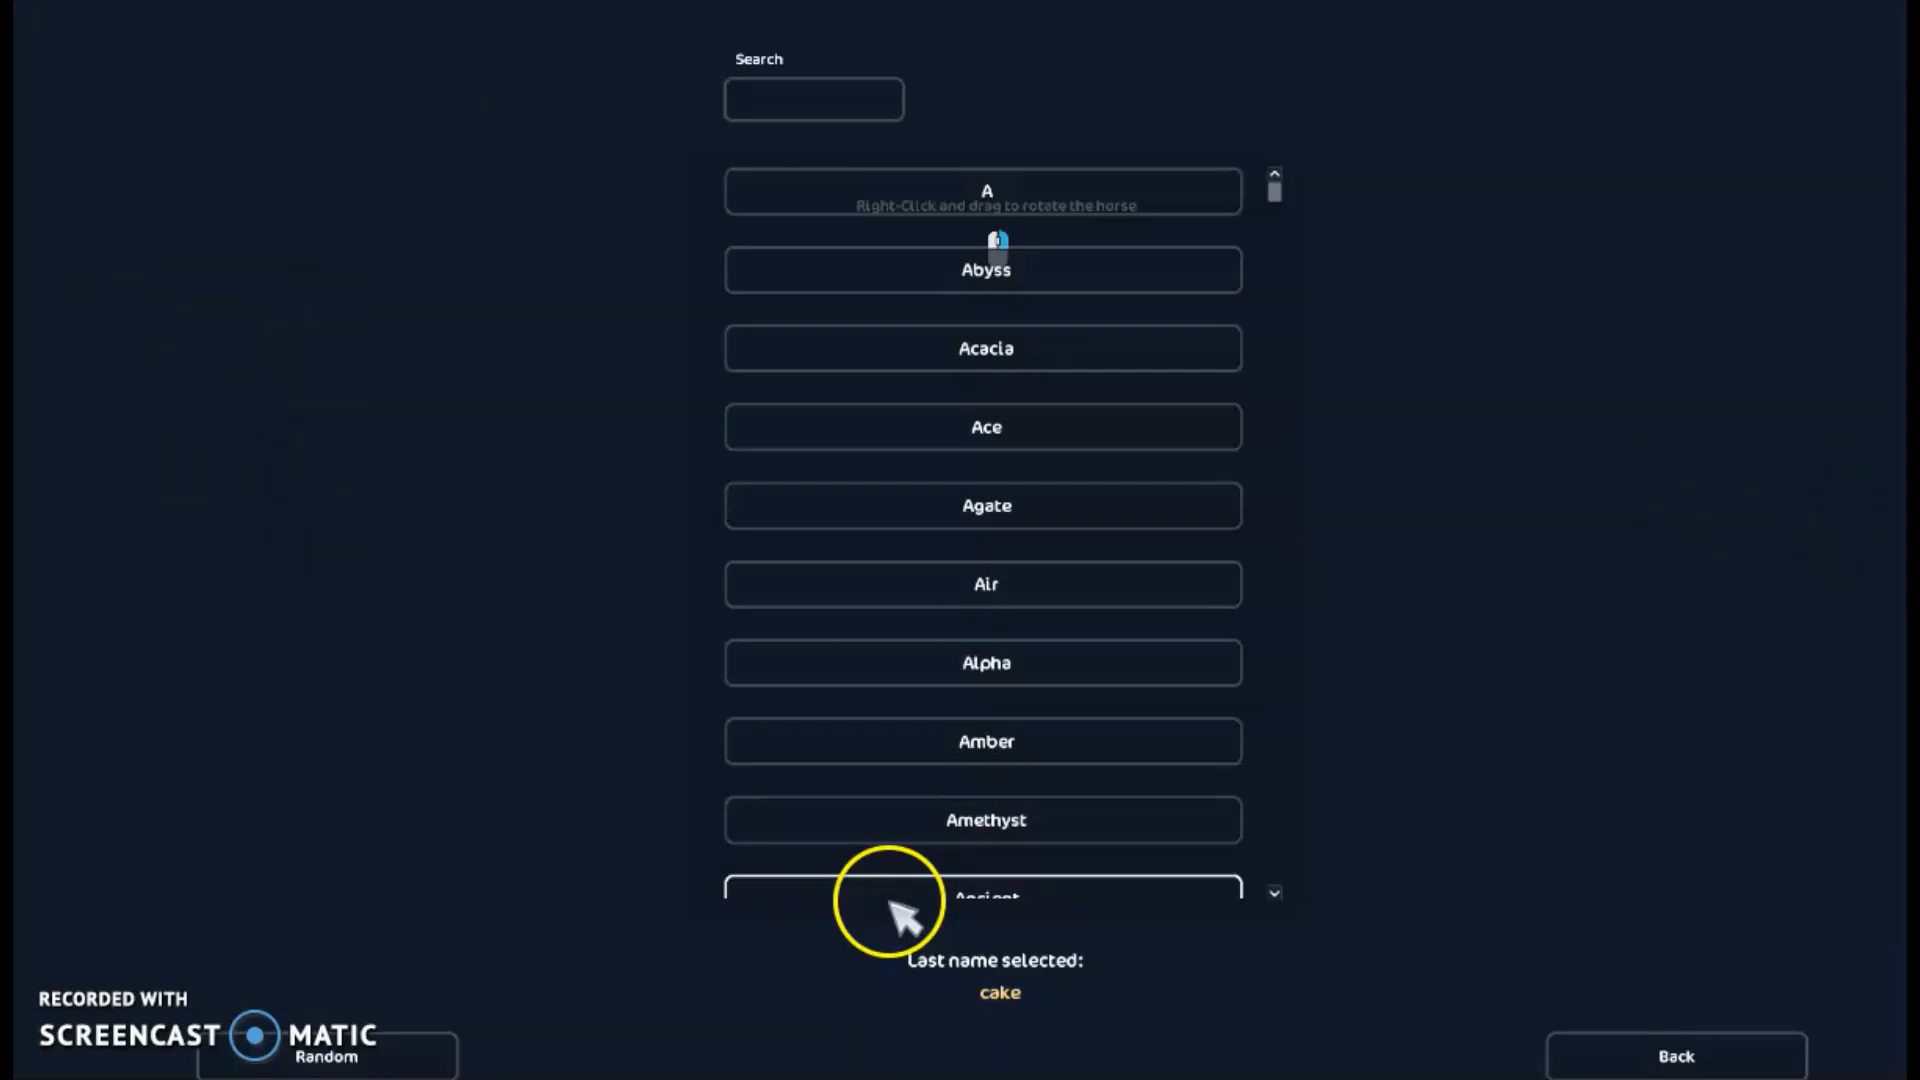 Search
A
Right-Click and drag to rotate the horse
Abyss
Acacia
Ace
Agate
Air
Alpha
Amber
Amethyst
Ancient
Last name selected:
cake
RECORDED WITH
SCREENCAST MATIC
Random
Back